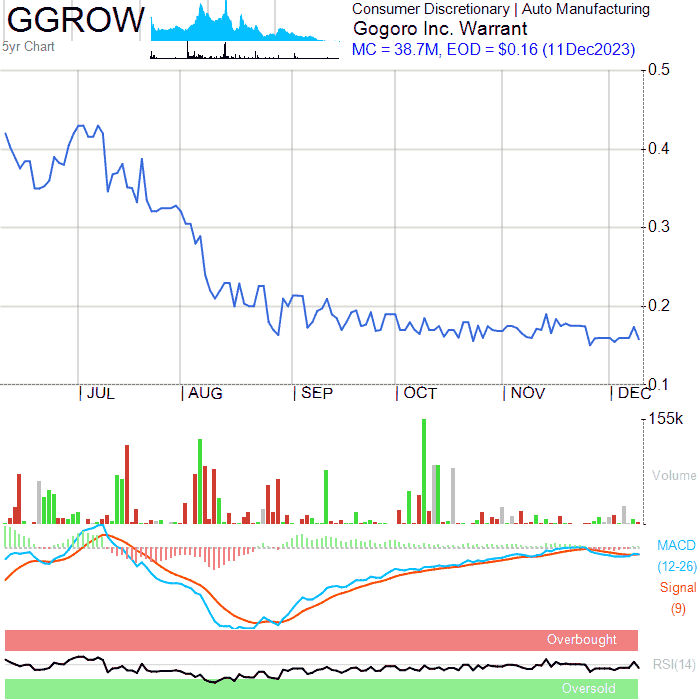 GGROW
5yr Chart
Consumer Discretionary | Auto Manufacturing
Gogoro Inc. Warrant
MC = 38.7M, EOD = $0.16 (11Dec2023)
0.5
0.4
0.3
0.2
0.1
JUL AUG SEP OCT NOV DEC
155k
Volume
MACD
(12-26)
Signal
(9)
Overbought
RSI(14)
Oversold